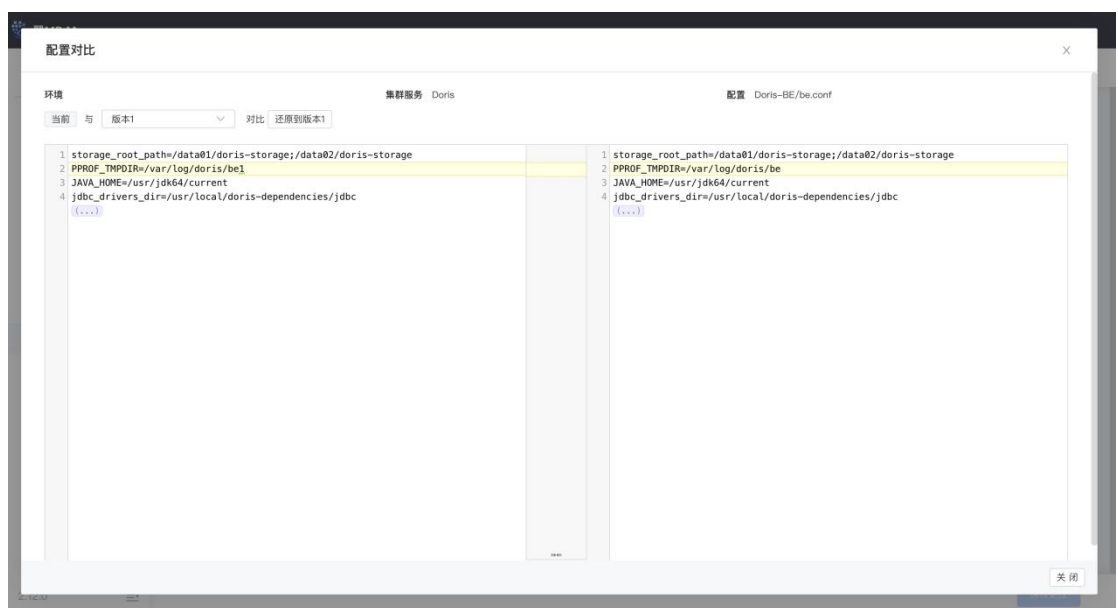 配置对比
环境 集群服务 Doris 配置 Doris-BE/be.conf
当前 与 版本1 对比 还原到版本1
1 storage_root_path=/data01/doris-storage;/data02/doris-storage
2 PPROF_TMPDIR=/var/log/doris/be1
3 JAVA_HOME=/usr/jdk64/current
4 jdbc_drivers_dir=/usr/local/doris-dependencies/jdbc
(...)
1 storage_root_path=/data01/doris-storage;/data02/doris-storage
2 PPROF_TMPDIR=/var/log/doris/be
3 JAVA_HOME=/usr/jdk64/current
4 jdbc_drivers_dir=/usr/local/doris-dependencies/jdbc
(...)
关闭
2.12.0